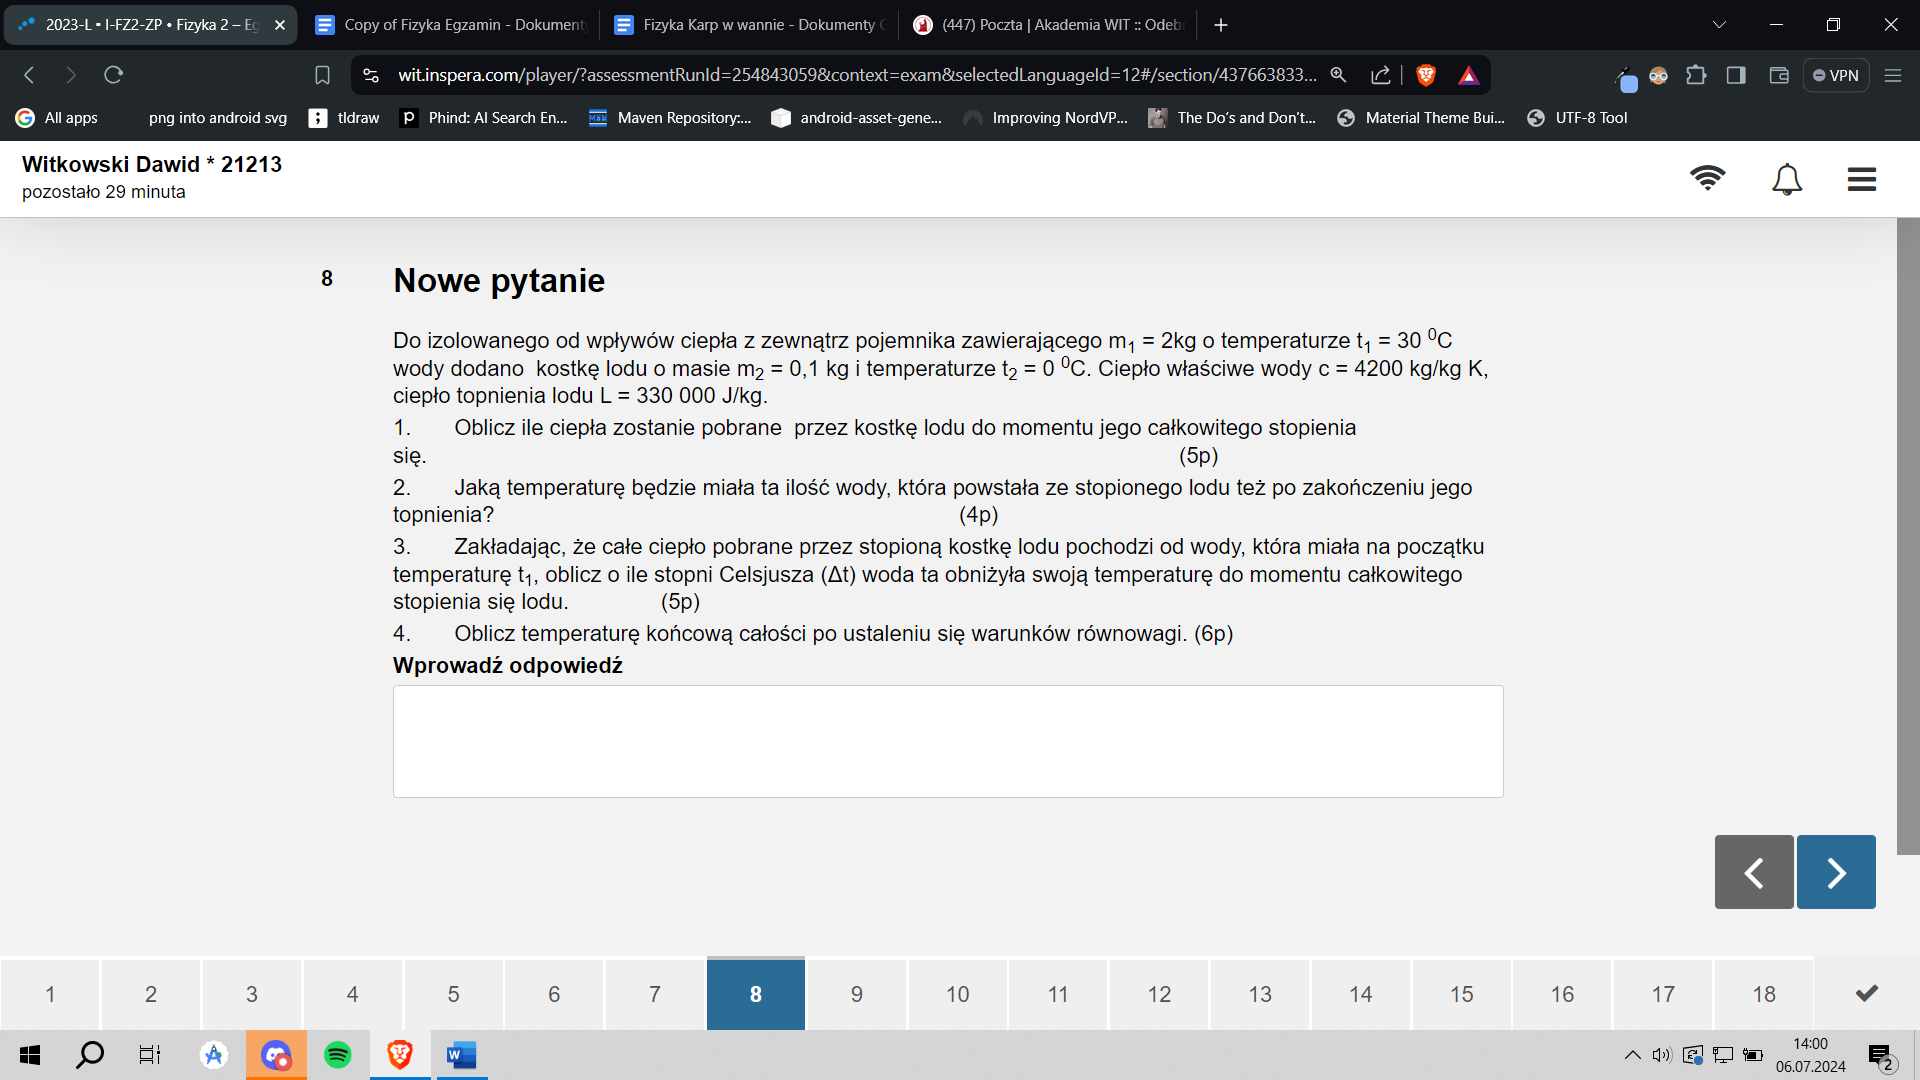 2023-L • I-FZ2-ZP • Fizyka 2 – Eg
Copy of Fizyka Egzamin - Dokument
Fizyka Karp w wannie - Dokumenty G
(447) Poczta | Akademia WIT :: Odeb
wit.inspera.com/player/?assessmentRunId=254843059&context=exam&selectedLanguageId=12#/section/437663833...
VPN
All apps
png into android svg
tldraw
Phind: AI Search En...
Maven Repository:...
android-asset-gene...
Improving NordVP...
The Do's and Don't...
Material Theme Bui...
UTF-8 Tool
Witkowski Dawid * 21213
pozostało 29 minuta
8
Nowe pytanie
Do izolowanego od wpływów ciepła z zewnątrz pojemnika zawierającego m₁ = 2kg o temperaturze t₁ = 30 ⁰C
wody dodano kostkę lodu o masie m₂ = 0,1 kg i temperaturze t₂ = 0 ⁰C. Ciepło właściwe wody c = 4200 kg/kg K,
ciepło topnienia lodu L = 330 000 J/kg.
1. Oblicz ile ciepła zostanie pobrane przez kostkę lodu do momentu jego całkowitego stopienia
się. (5p)
2. Jaką temperaturę będzie miała ta ilość wody, która powstała ze stopionego lodu też po zakończeniu jego
topnienia? (4p)
3. Zakładając, że całe ciepło pobrane przez stopioną kostkę lodu pochodzi od wody, która miała na początku
temperaturę t₁, oblicz o ile stopni Celsjusza (Δt) woda ta obniżyła swoją temperaturę do momentu całkowitego
stopienia się lodu. (5p)
4. Oblicz temperaturę końcową całości po ustaleniu się warunków równowagi. (6p)
Wprowadź odpowiedź
1 2 3 4 5 6 7 8 9 10 11 12 13 14 15 16 17 18
14:00
06.07.2024
2